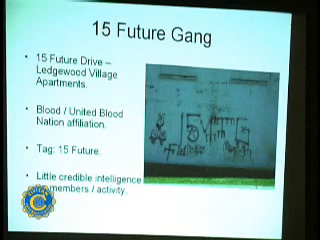 15 Future Gang
15 Future Drive –
Ledgewood Village
Apartments.
Blood / United Blood
Nation affiliation.
Tag: 15 Future.
Little credible intelligence
members / activity.